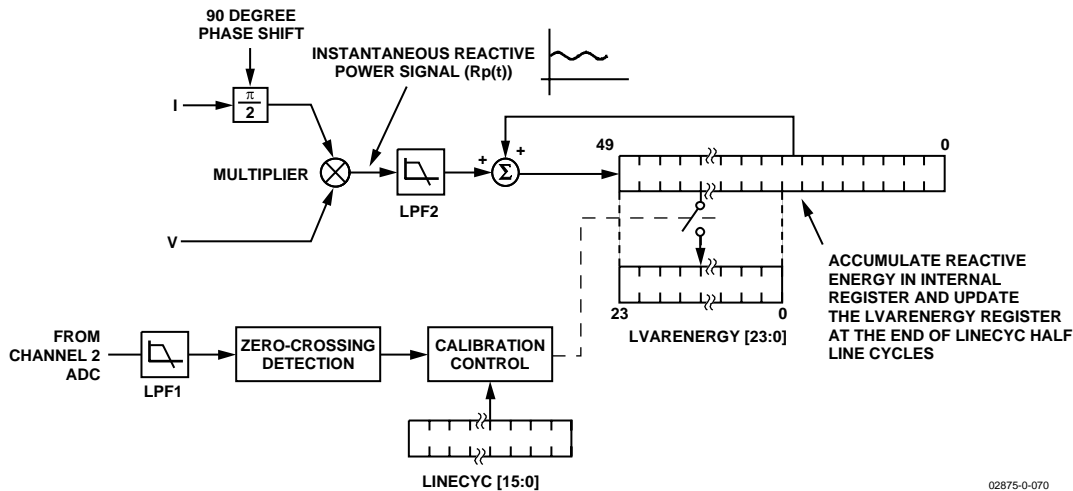 90 DEGREE
PHASE SHIFT
INSTANTANEOUS REACTIVE
POWER SIGNAL (Rp(t))
I
π
2
MULTIPLIER
LPF2
+
+
Σ
49
0
V
23
0
LVARENERGY [23:0]
ACCUMULATE REACTIVE
ENERGY IN INTERNAL
REGISTER AND UPDATE
THE LVARENERGY REGISTER
AT THE END OF LINECYC HALF
LINE CYCLES
FROM
CHANNEL 2
ADC
LPF1
ZERO-CROSSING
DETECTION
CALIBRATION
CONTROL
LINECYC [15:0]
02875-0-070